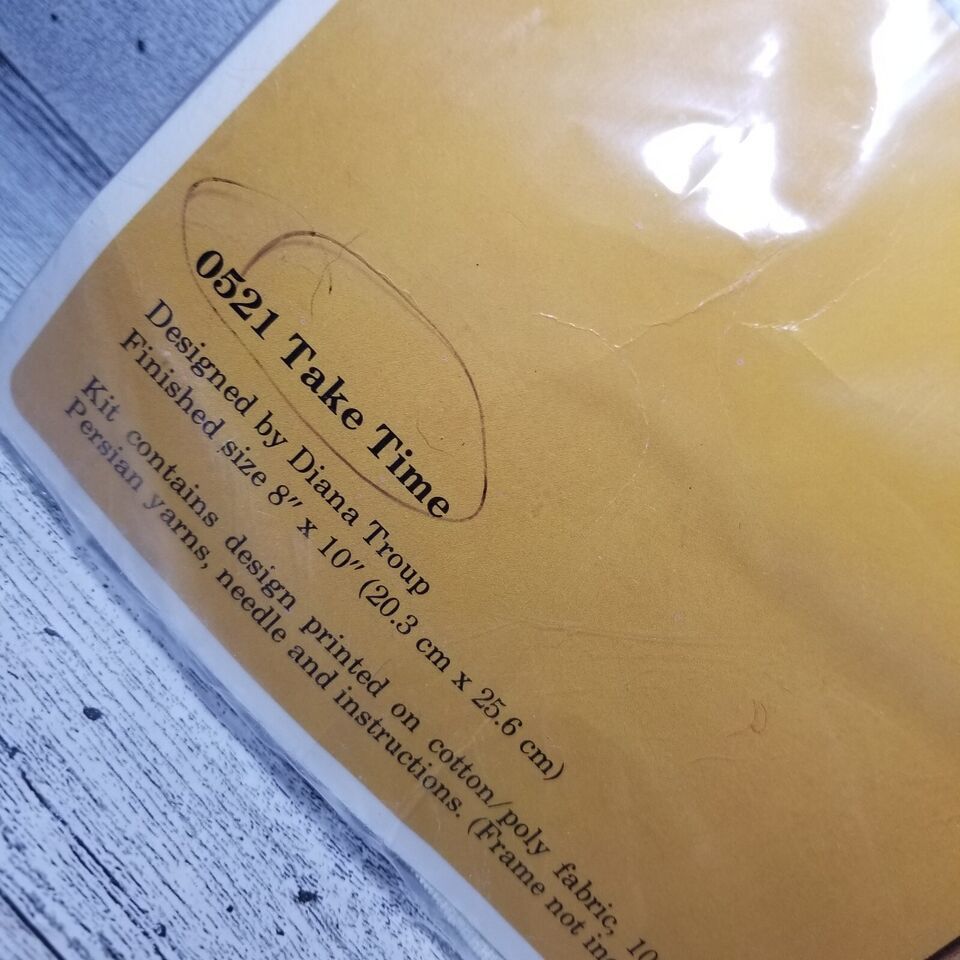 0521 Take Time
Designed by Diana Troup
Finished size 8" x 10" (20.3 cm x 25.6 cm)
Kit contains design printed on cotton/poly fabric,
Persian yarns, needle and instructions. (Frame not